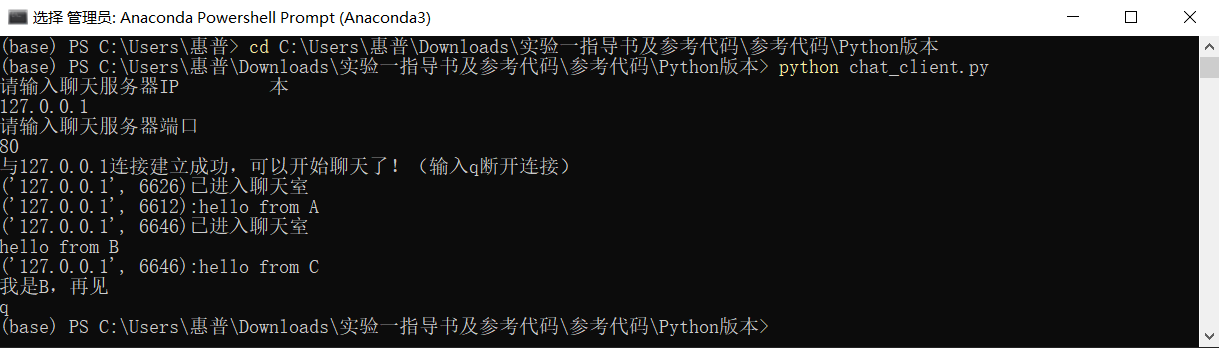 选择 管理员: Anaconda Powershell Prompt (Anaconda3)
(base) PS C:\Users\惠普> cd C:\Users\惠普\Downloads\实验一指导书及参考代码\参考代码\Python版本
(base) PS C:\Users\惠普\Downloads\实验一指导书及参考代码\参考代码\Python版本> python chat_client.py
请输入聊天服务器IP 本
127.0.0.1
请输入聊天服务器端口
80
与127.0.0.1连接建立成功，可以开始聊天了！（输入q断开连接）
('127.0.0.1', 6626)已进入聊天室
('127.0.0.1', 6612):hello from A
('127.0.0.1', 6646)已进入聊天室
hello from B
('127.0.0.1', 6646):hello from C
我是B，再见
q
(base) PS C:\Users\惠普\Downloads\实验一指导书及参考代码\参考代码\Python版本>